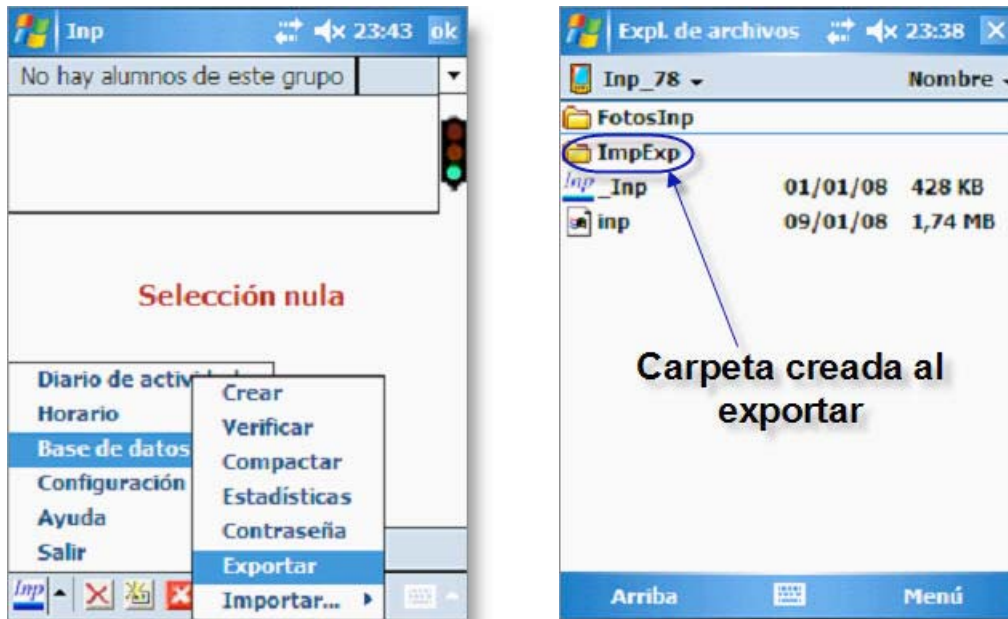 Inp 23:43 ok
No hay alumnos de este grupo
Selección nula
Diario de activ
Horario
Base de datos
Configuración
Ayuda
Salir
Crear
Verificar
Compactar
Estadísticas
Contraseña
Exportar
Importar...
Inp
Expl. de archivos 23:38
Inp_78 Nombre
FotosInp
ImpExp
Inp _Inp 01/01/08 428 KB
inp 09/01/08 1,74 MB
Carpeta creada al
exportar
Arriba Menú